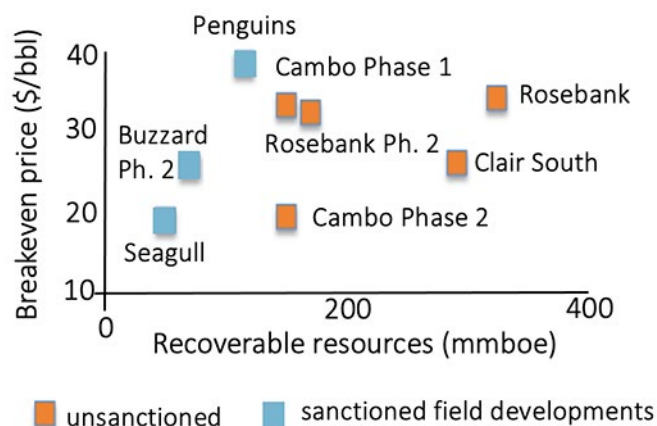 Penguins
40
Cambo Phase 1
Rosebank
30
Buzzard
Ph. 2
Rosebank Ph. 2
Clair South
20
Cambo Phase 2
Seagull
10
0
200
400
Breakeven price ($/bbl)
Recoverable resources (mmboe)
unsanctioned
sanctioned field developments